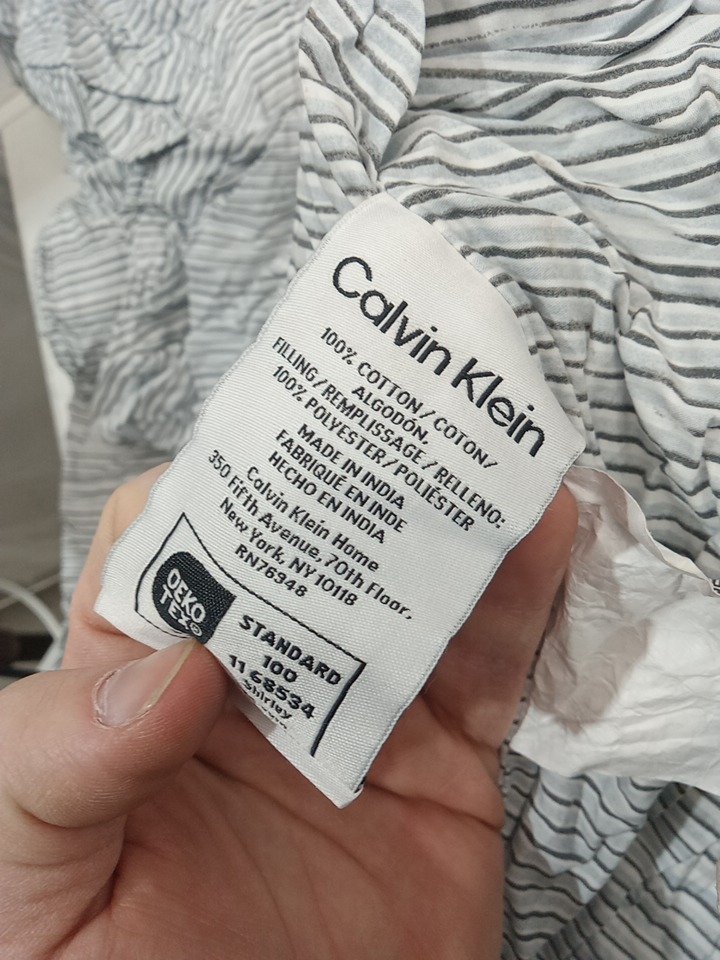 Calvin Klein
100% COTTON / COTON/
ALGODÓN.
FILLING/REMPLISSAGE/RELLENO:
100% POLYESTER/POLIÉSTER
MADE IN INDIA
FABRIQUÉ EN INDE
HECHO EN INDIA
Calvin Klein Home
350 Fifth Avenue, 70th Floor,
New York, NY 10118
RN76348
OEKO
TEX®
STANDARD
100
11 68534
Shirley